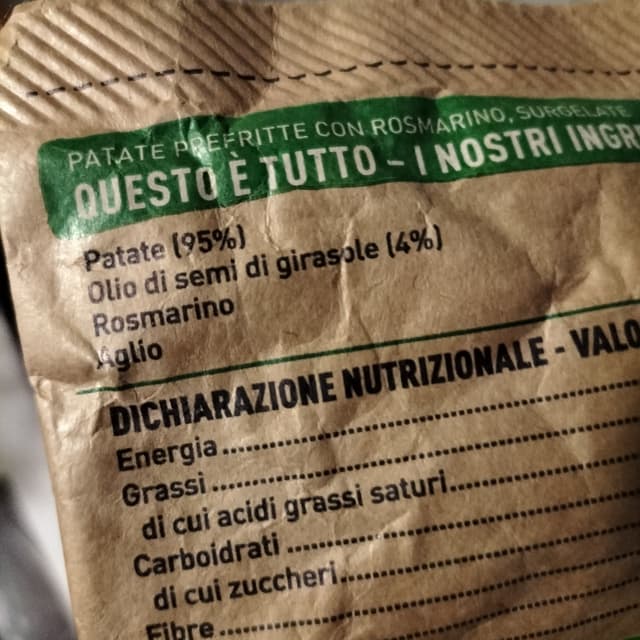 PATATE PREFRITTE CON ROSMARINO, SURGELATE
QUESTO È TUTTO – I NOSTRI INGR
Patate (95%)
Olio di semi di girasole (4%)
Rosmarino
Aglio
DICHIARAZIONE NUTRIZIONALE - VALO
Energia
Grassi
di cui acidi grassi saturi
Carboidrati
di cui zuccheri
Fibre